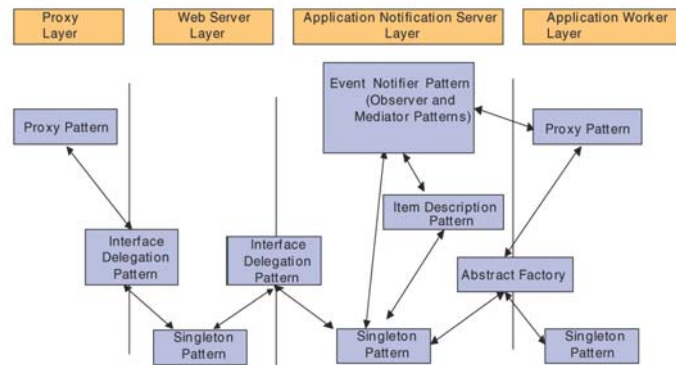 Proxy
Layer
Web Server
Layer
Application Notification Server
Layer
Application Worker
Layer
Event Notifier Pattern
(Observer and
Mediator Patterns)
Proxy Pattern
Proxy Pattern
Item Description
Pattern
Interface
Delegation
Pattern
Interface
Delegation
Pattern
Abstract Factory
Singleton
Pattern
Singleton
Pattern
Singleton
Pattern